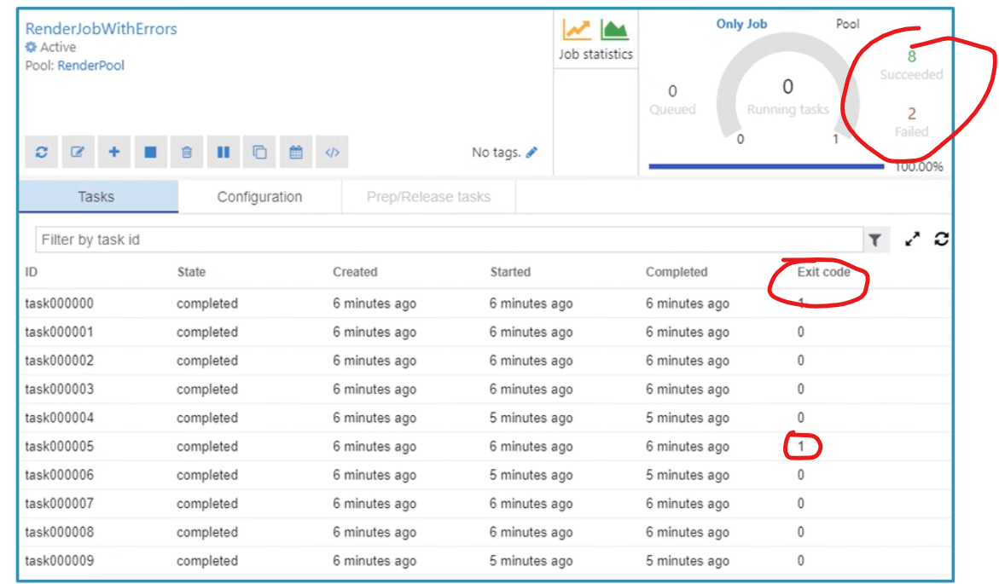 RenderJobWithErrors
Active
Pool: RenderPool
No tags.
Job statistics
Only Job Pool
0
Queued
0
Running tasks
0 1
8
Succeeded
2
Failed
100.00%
Tasks Configuration Prep/Release tasks
Filter by task id
ID State Created Started Completed Exit code
task000000 completed 6 minutes ago 6 minutes ago 6 minutes ago 1
task000001 completed 6 minutes ago 6 minutes ago 6 minutes ago 0
task000002 completed 6 minutes ago 6 minutes ago 6 minutes ago 0
task000003 completed 6 minutes ago 6 minutes ago 6 minutes ago 0
task000004 completed 6 minutes ago 5 minutes ago 5 minutes ago 0
task000005 completed 6 minutes ago 6 minutes ago 6 minutes ago 1
task000006 completed 6 minutes ago 5 minutes ago 5 minutes ago 0
task000007 completed 6 minutes ago 6 minutes ago 6 minutes ago 0
task000008 completed 6 minutes ago 6 minutes ago 6 minutes ago 0
task000009 completed 6 minutes ago 5 minutes ago 5 minutes ago 0